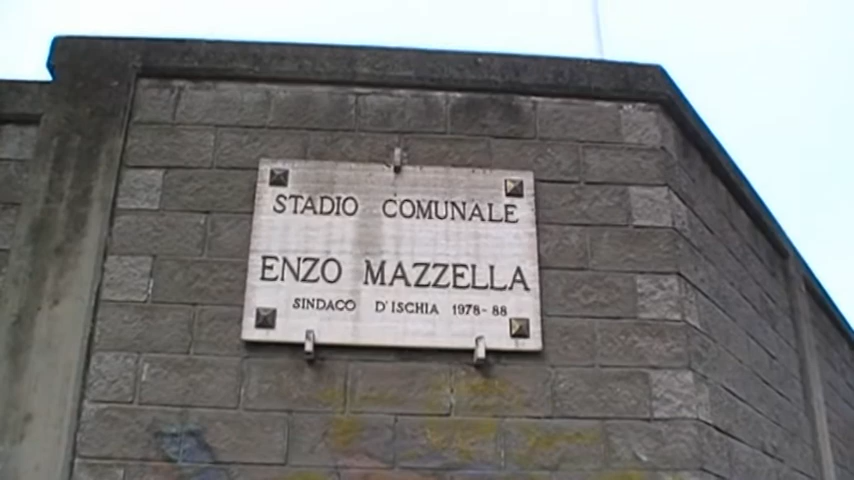 STADIO COMUNALE
ENZO MAZZELLA
SINDACO D'ISCHIA 1978-88